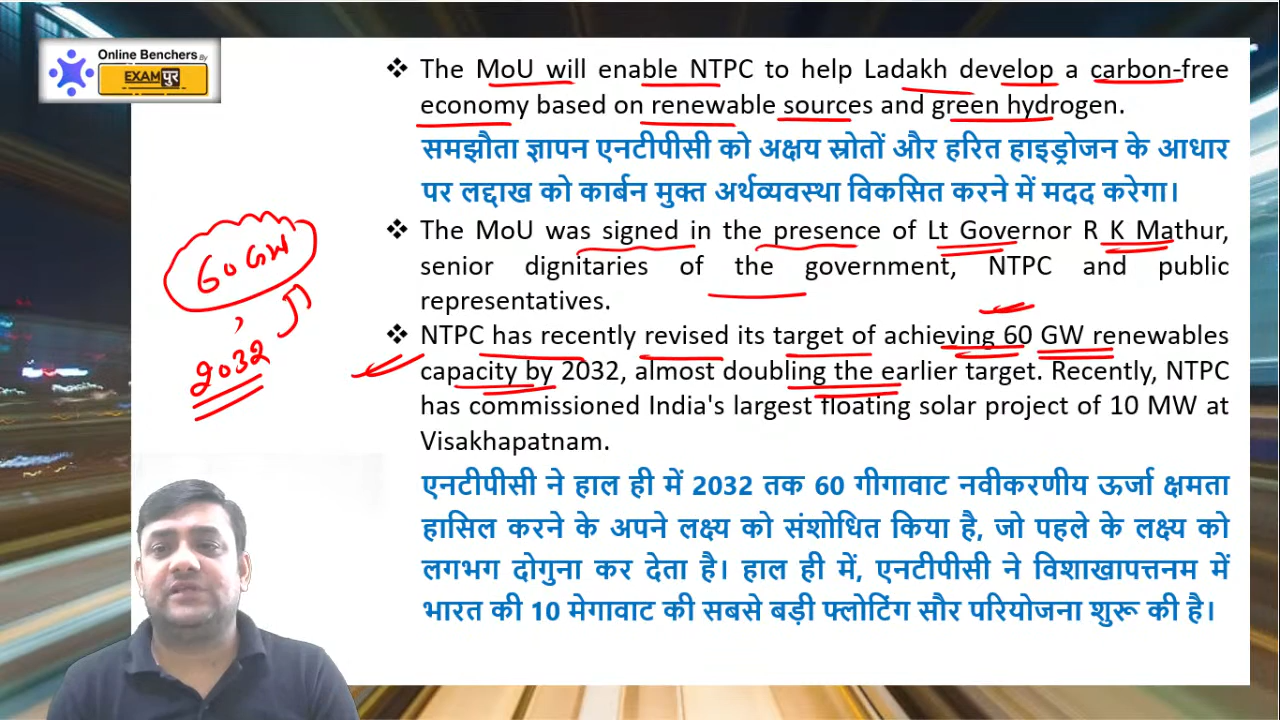 Online Benchers By
EXAMपुर
❖ The MoU will enable NTPC to help Ladakh develop a carbon-free
economy based on renewable sources and green hydrogen.
समझौता ज्ञापन एनटीपीसी को अक्षय स्रोतों और हरित हाइड्रोजन के आधार
पर लद्दाख को कार्बन मुक्त अर्थव्यवस्था विकसित करने में मदद करेगा।
❖ The MoU was signed in the presence of Lt Governor R K Mathur,
senior dignitaries of the government, NTPC and public
representatives.
❖ NTPC has recently revised its target of achieving 60 GW renewables
capacity by 2032, almost doubling the earlier target. Recently, NTPC
has commissioned India's largest floating solar project of 10 MW at
Visakhapatnam.
एनटीपीसी ने हाल ही में 2032 तक 60 गीगावाट नवीकरणीय ऊर्जा क्षमता
हासिल करने के अपने लक्ष्य को संशोधित किया है, जो पहले के लक्ष्य को
लगभग दोगुना कर देता है। हाल ही में, एनटीपीसी ने विशाखापत्तनम में
भारत की 10 मेगावाट की सबसे बड़ी फ्लोटिंग सौर परियोजना शुरू की है।
60 GW
2032